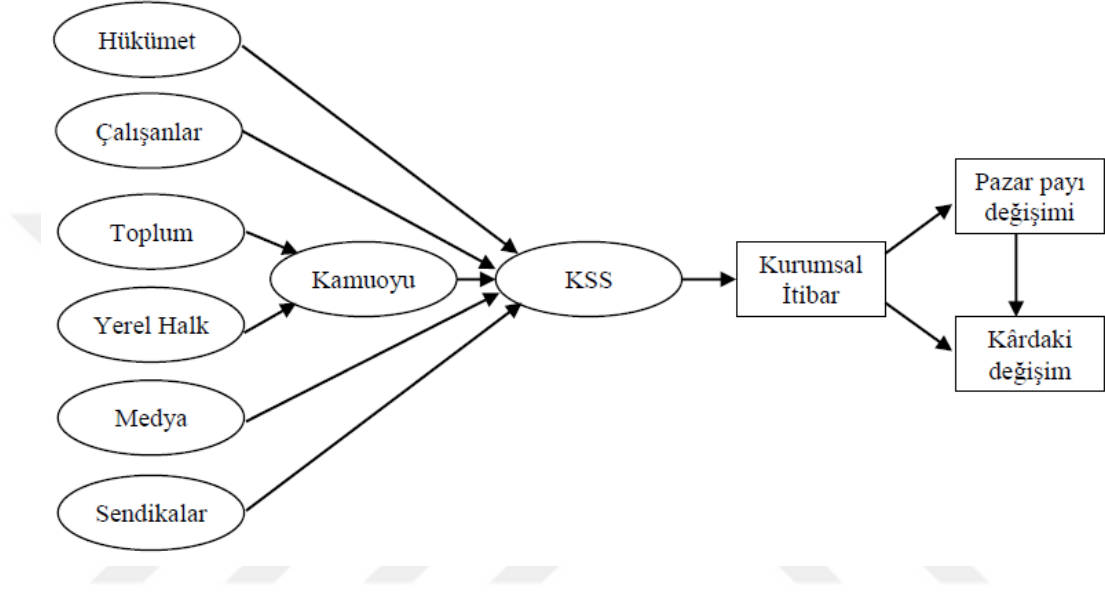 Hükümet
Çalışanlar
Toplum
Yerel Halk
Medya
Sendikalar
Kamuoyu
KSS
Kurumsal
İtibar
Pazar payı
değişimi
Kârdaki
değişim